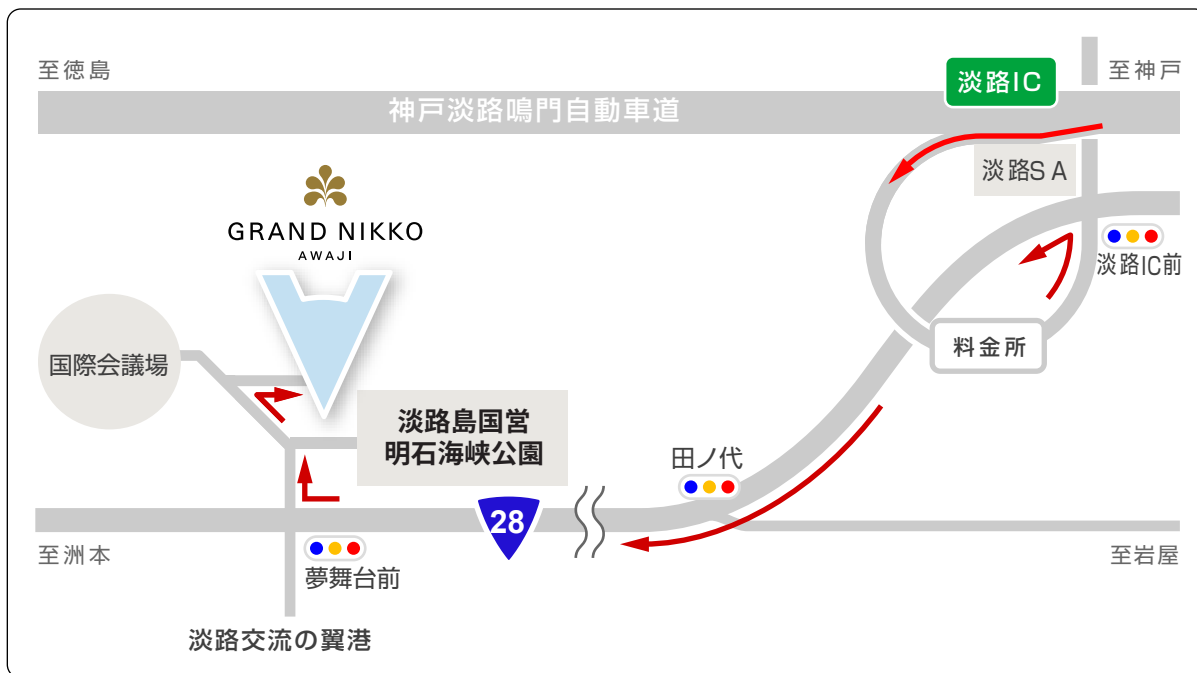 至徳島
淡路IC
至神戸
神戸淡路鳴門自動車道
淡路SA
GRAND NIKKO
AWAJI
淡路IC前
料金所
国際会議場
淡路島国営
明石海峡公園
田ノ代
28
至洲本
夢舞台前
至岩屋
淡路交流の翼港